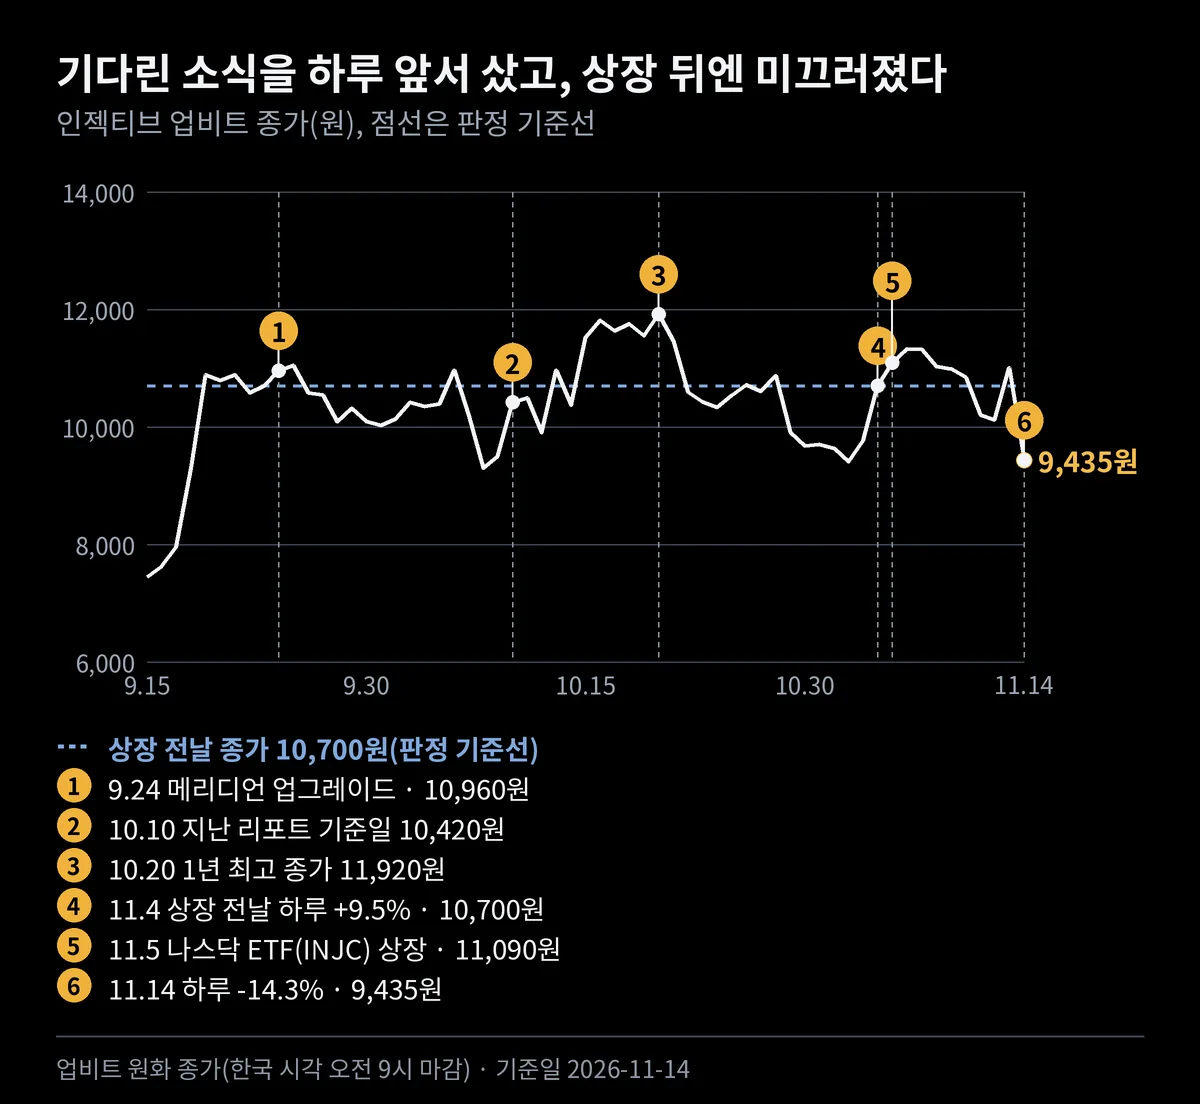 기다린 소식을 하루 앞서 샀고, 상장 뒤엔 미끄러졌다
인젝티브 업비트 종가(원), 점선은 판정 기준선
14,000
12,000
10,000
8,000
6,000
1
2
3
4
5
6
9,435원
9.15
9.30
10.15
10.30
11.14
상장 전날 종가 10,700원(판정 기준선)
1 9.24 메리디언 업그레이드 · 10,960원
2 10.10 지난 리포트 기준일 10,420원
3 10.20 1년 최고 종가 11,920원
4 11.4 상장 전날 하루 +9.5% · 10,700원
5 11.5 나스닥 ETF(INJC) 상장 · 11,090원
6 11.14 하루 -14.3% · 9,435원
업비트 원화 종가(한국 시각 오전 9시 마감) · 기준일 2026-11-14